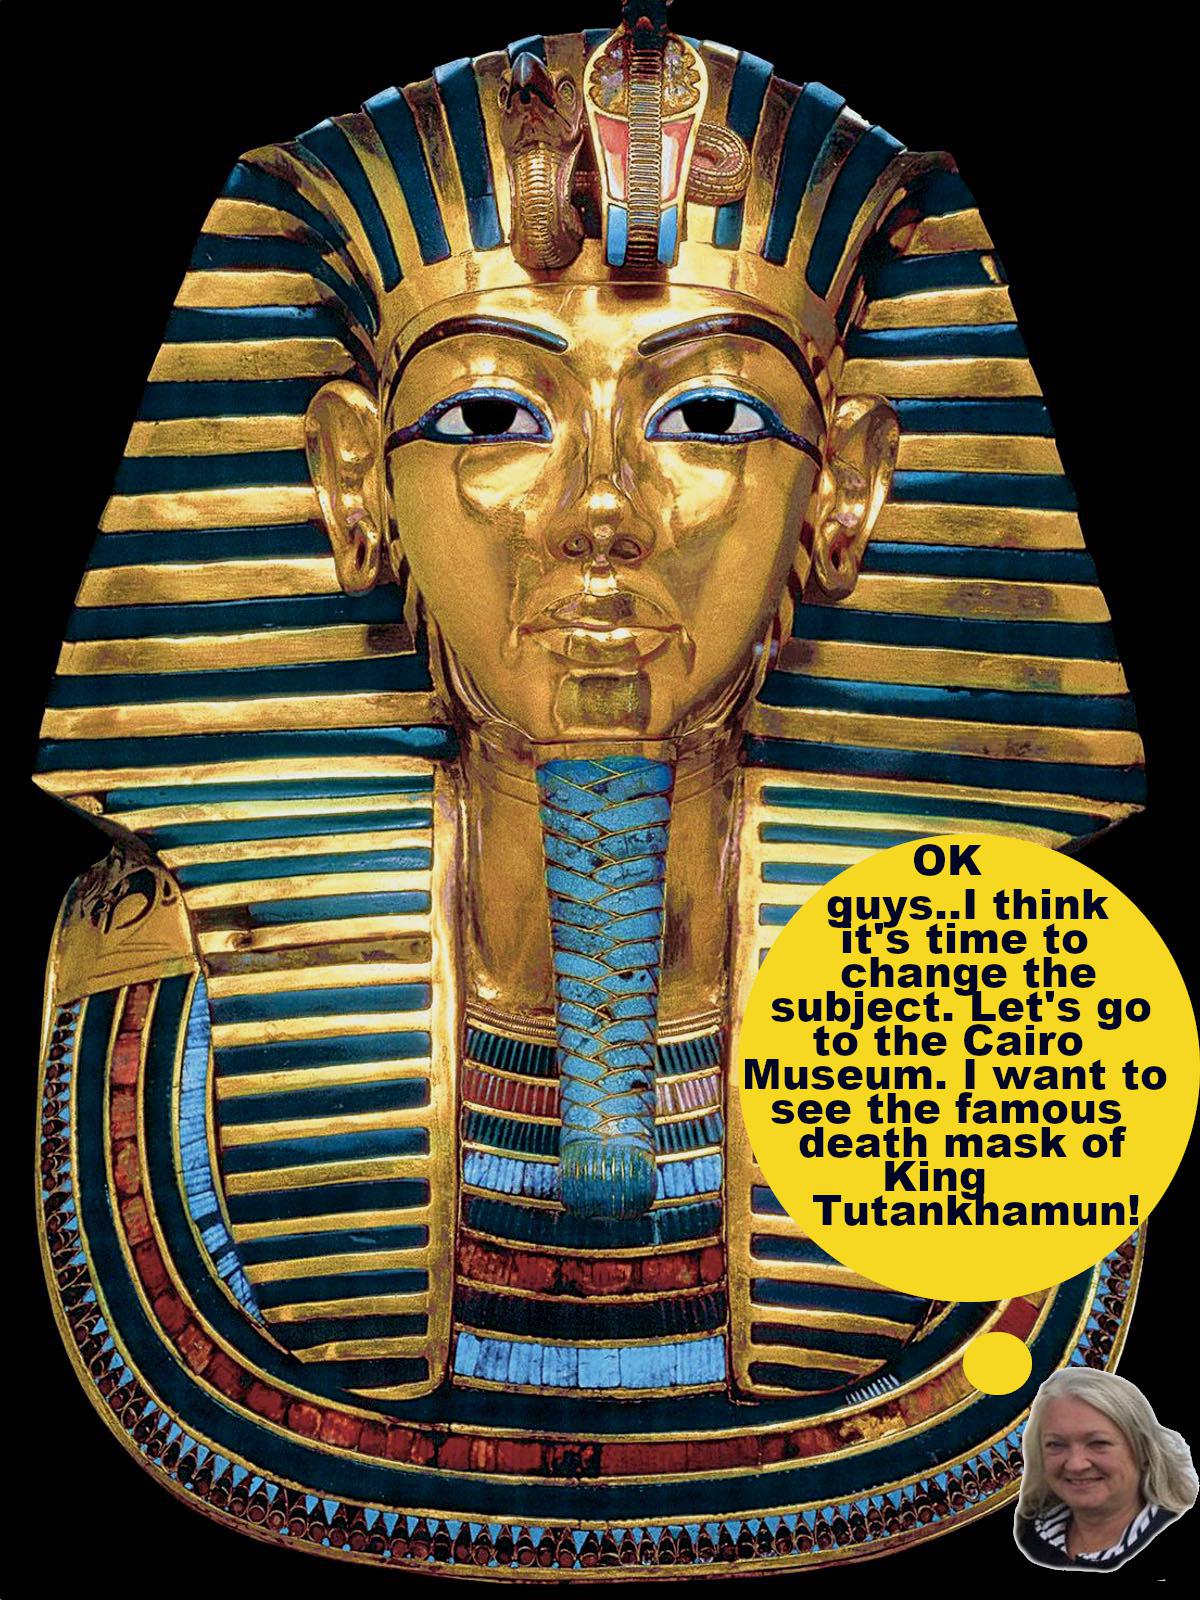 OK
guys..I think
it's time to
change the
subject. Let's go
to the Cairo
Museum. I want to
see the famous
death mask of
King
Tutankhamun!